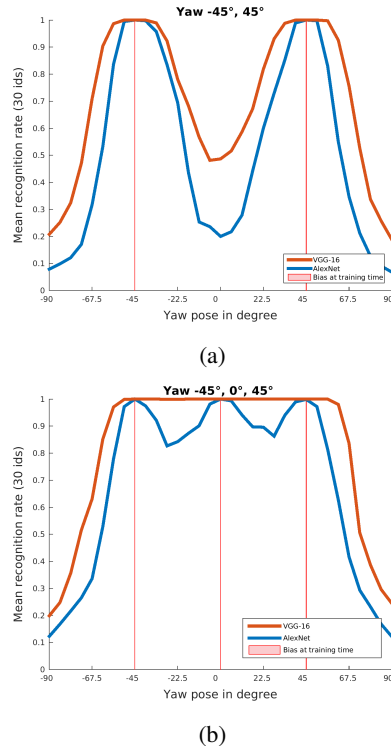 Yaw -45°, 45°
Mean recognition rate (30 ids)
1
0.9
0.8
0.7
0.6
0.5
0.4
0.3
0.2
0.1
0
VGG-16
AlexNet
Bias at training time
-90 -67.5 -45 -22.5 0 22.5 45 67.5 90
Yaw pose in degree
(a)
Yaw -45°, 0°, 45°
Mean recognition rate (30 ids)
1
0.9
0.8
0.7
0.6
0.5
0.4
0.3
0.2
0.1
0
VGG-16
AlexNet
Bias at training time
-90 -67.5 -45 -22.5 0 22.5 45 67.5 90
Yaw pose in degree
(b)